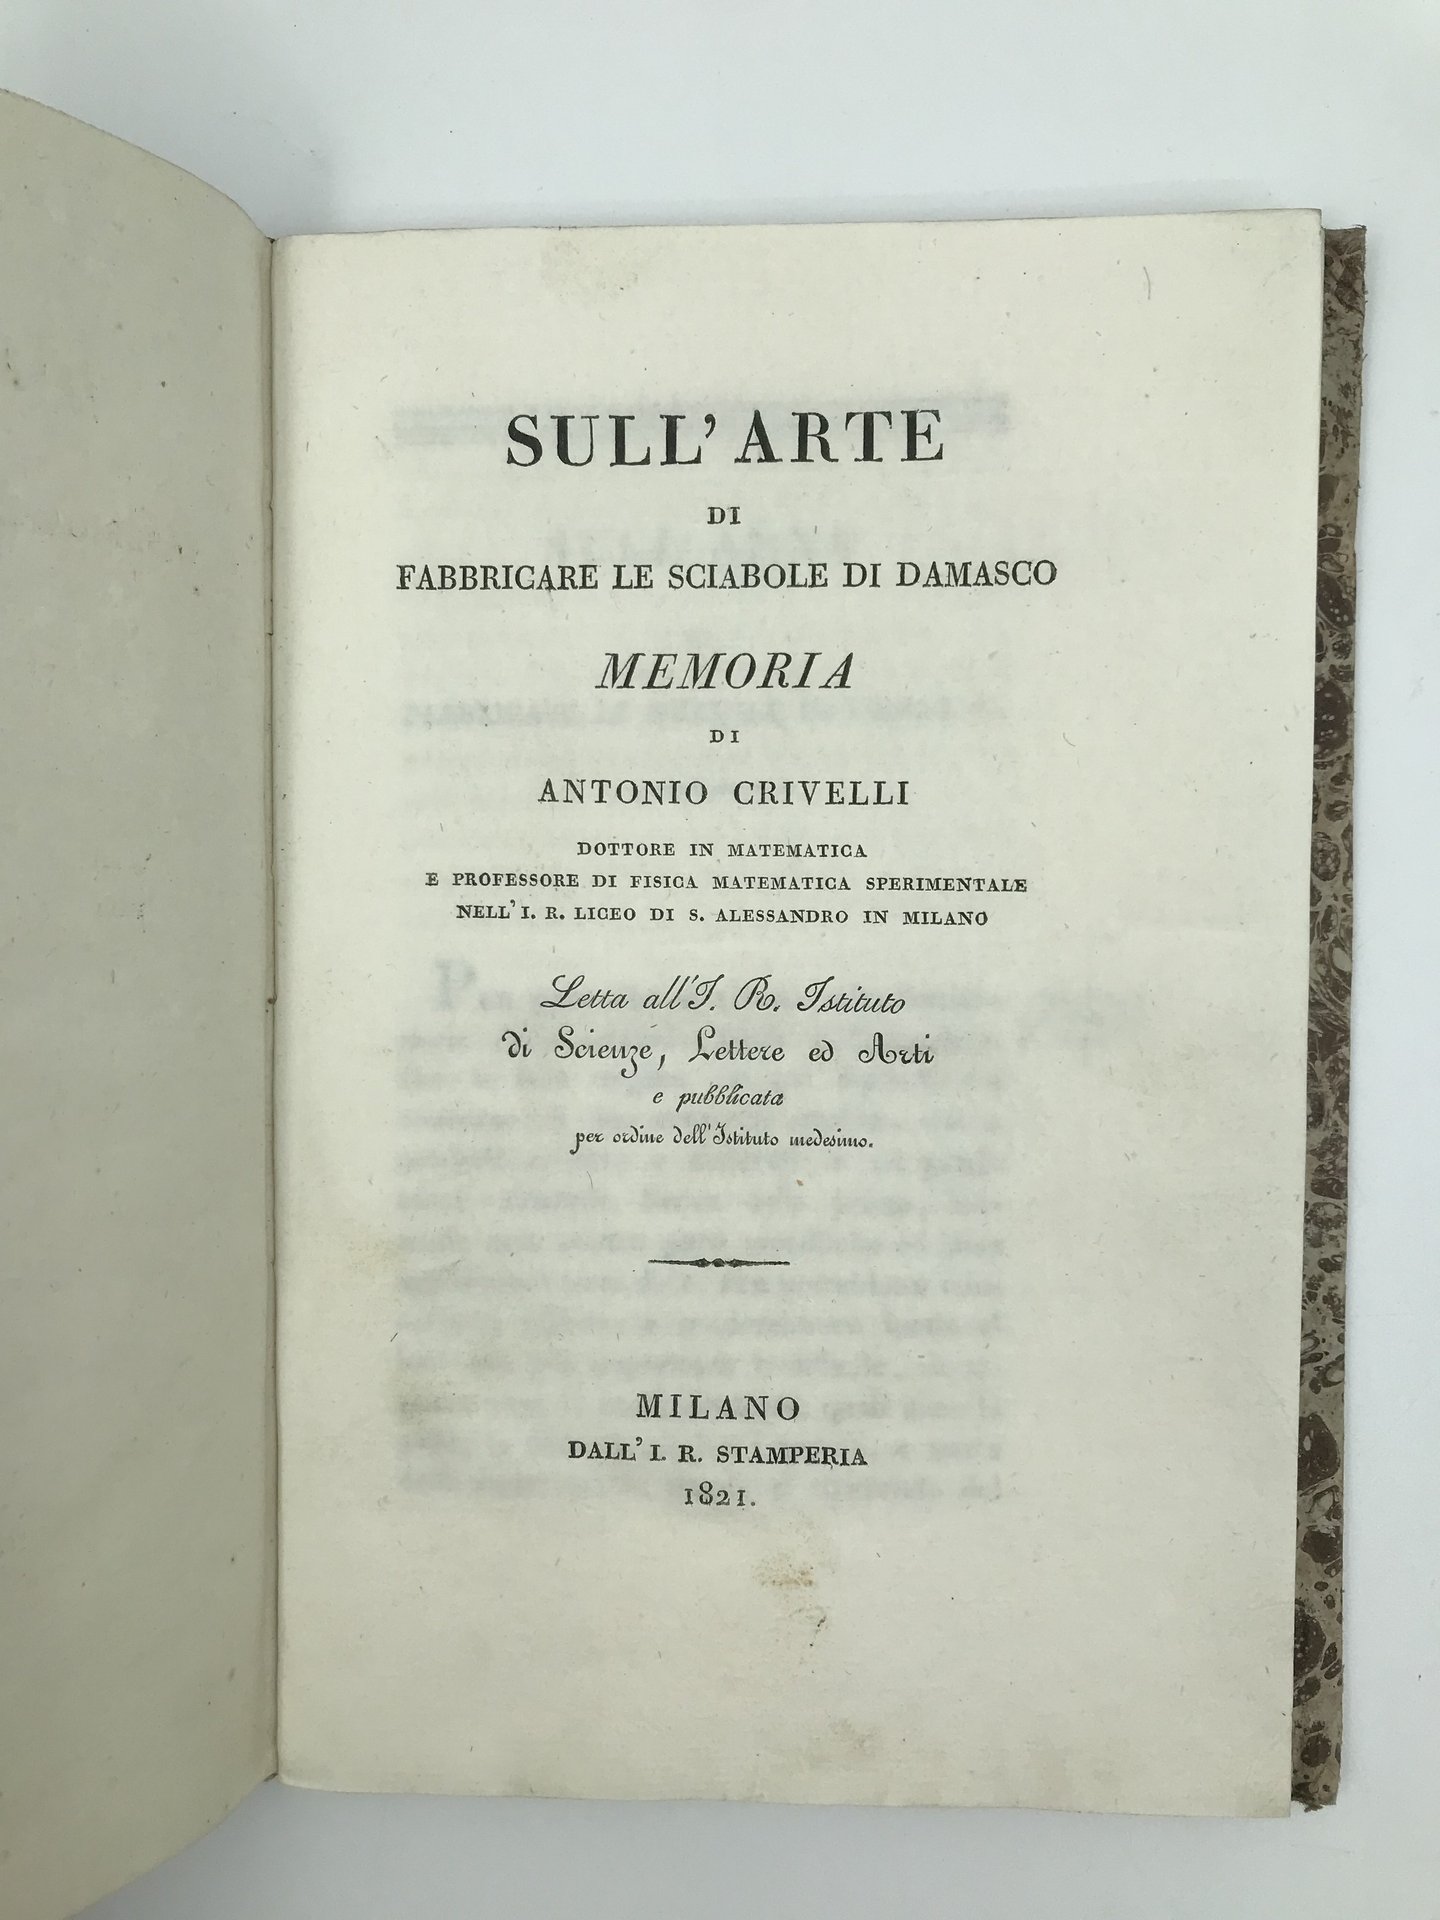 SULL' ARTE
DI
FABBRICARE LE SCIABOLE DI DAMASCO
MEMORIA
DI
ANTONIO CRIVELLI
DOTTORE IN MATEMATICA
E PROFESSORE DI FISICA MATEMATICA SPERIMENTALE
NELL' I. R. LICEO DI S. ALESSANDRO IN MILANO
Letta all'I. R. Istituto
di Scienze, Lettere ed Arti
e pubblicata
per ordine dell'Istituto medesimo.
MILANO
DALL' I. R. STAMPERIA
1821.